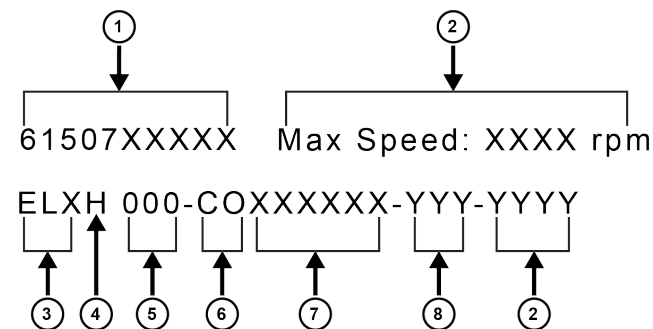 1 2
61507XXXXX Max Speed: XXXX rpm
ELXH 000-COXXXXXX-YYY-YYYY
3 4 5 6 7 8 2